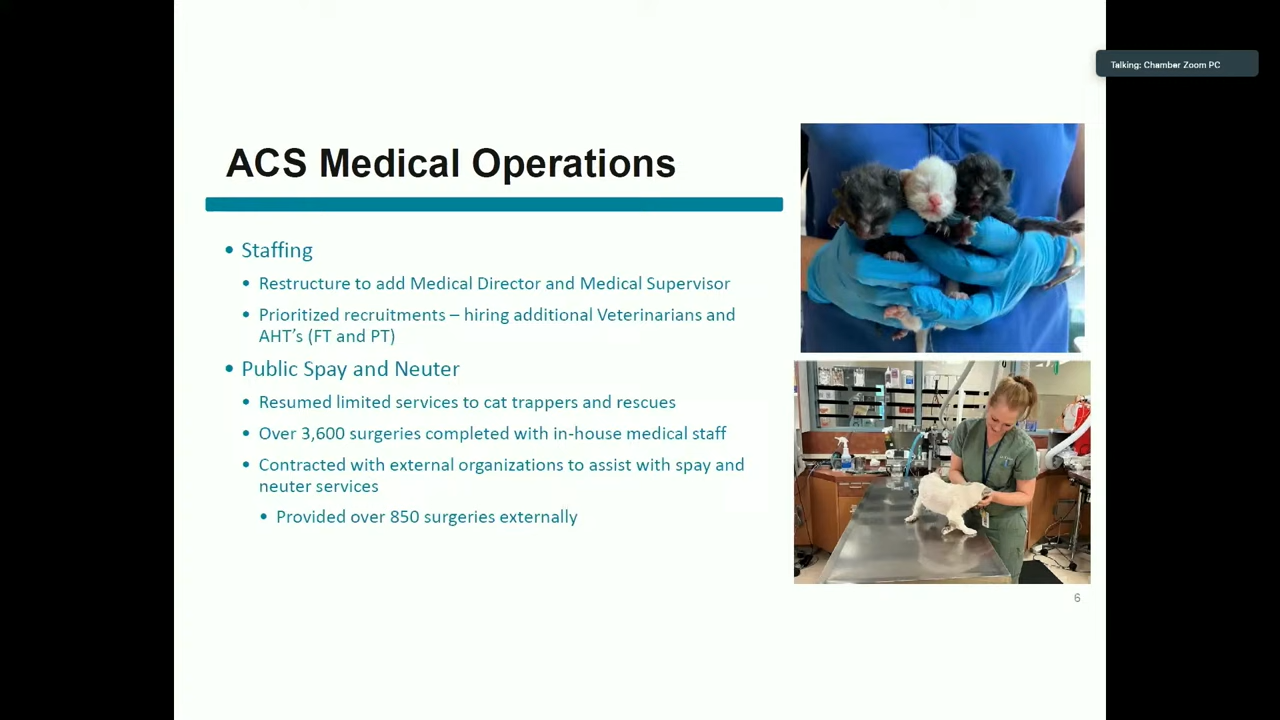 Talking: Chamber Zoom PC
ACS Medical Operations
• Staffing
• Restructure to add Medical Director and Medical Supervisor
• Prioritized recruitments – hiring additional Veterinarians and
AHT's (FT and PT)
• Public Spay and Neuter
• Resumed limited services to cat trappers and rescues
• Over 3,600 surgeries completed with in-house medical staff
• Contracted with external organizations to assist with spay and
neuter services
• Provided over 850 surgeries externally
6